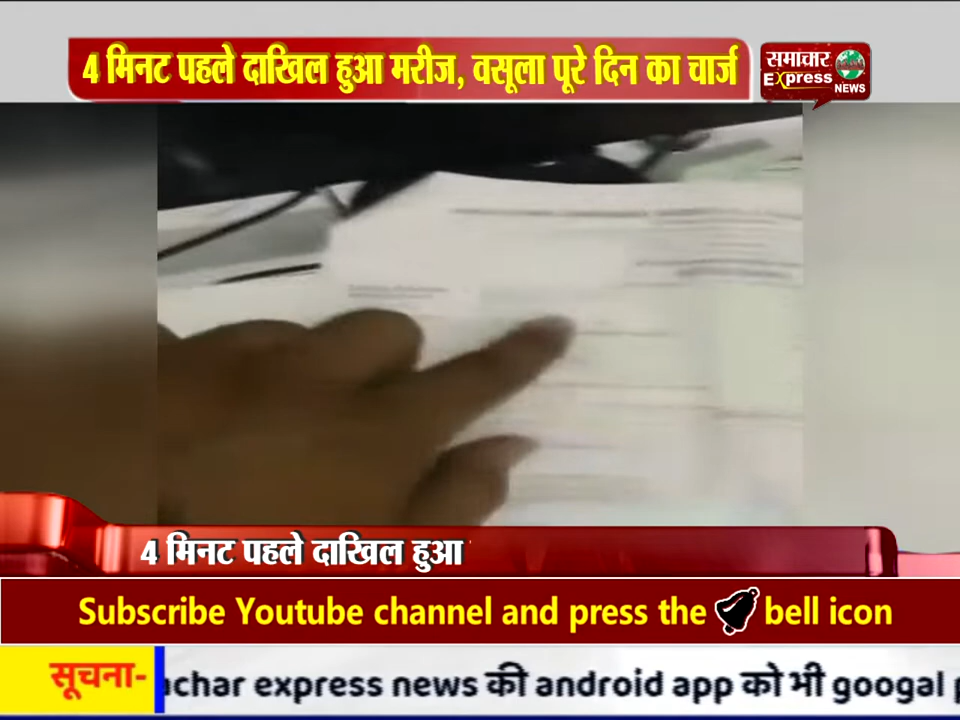 4 मिनट पहले दाखिल हुआ मरीज, वसूला पूरे दिन का चार्ज
समाचार
Express
NEWS
4 मिनट पहले दाखिल हुआ
Subscribe Youtube channel and press the bell icon
सूचना-
achar express news की android app को भी googal